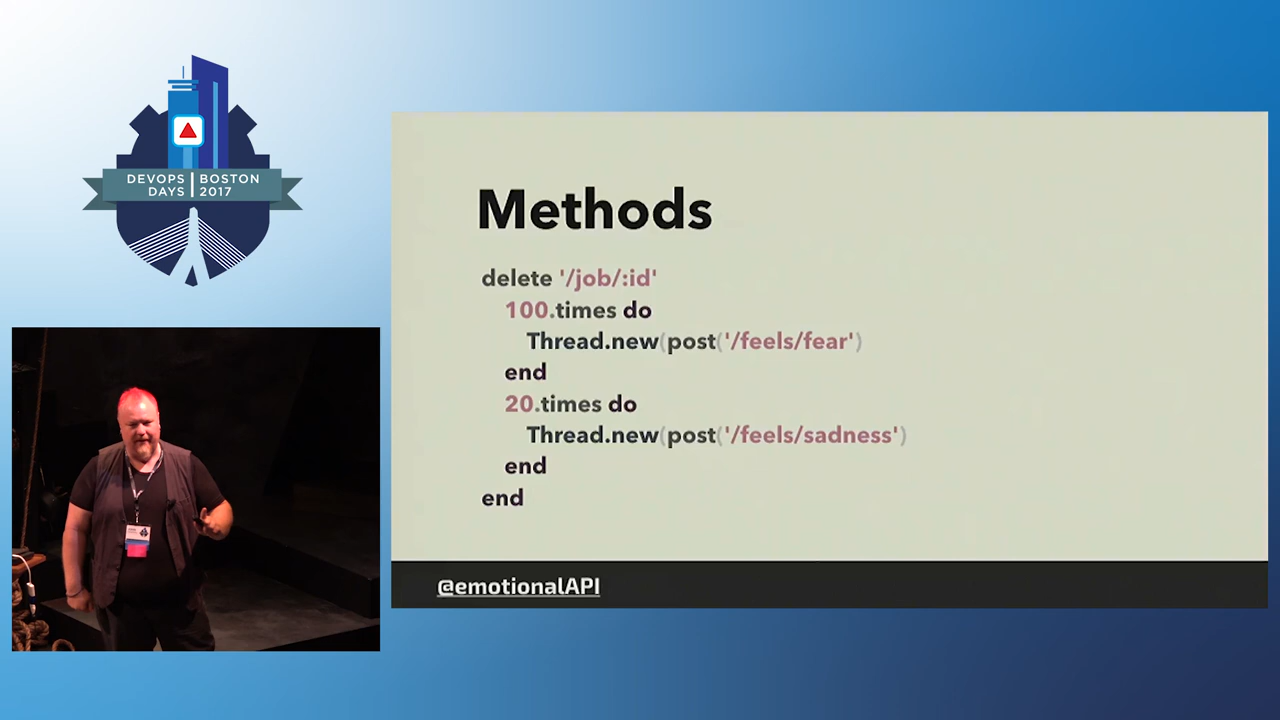 DEVOPS DAYS
BOSTON 2017
Methods
delete '/job/:id'
100.times do
Thread.new(post('/feels/fear')
end
20.times do
Thread.new(post('/feels/sadness')
end
end
@emotionalAPI